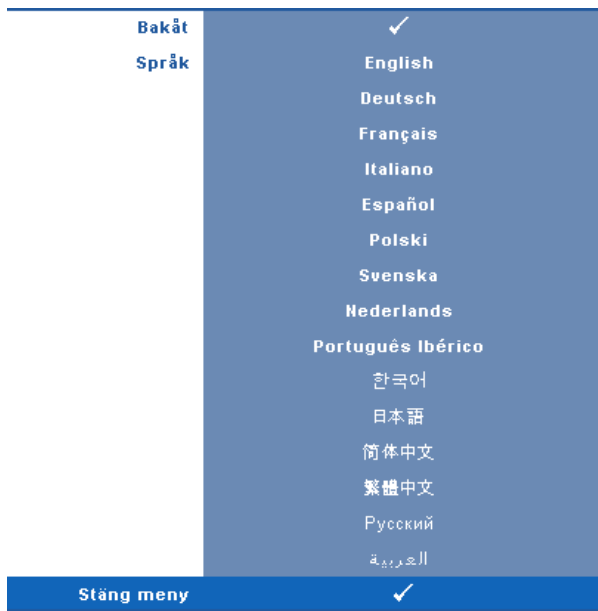 Bakåt ✓
Språk English
Deutsch
Français
Italiano
Español
Polski
Svenska
Nederlands
Português Ibérico
한국어
日本語
简体中文
繁體中文
Русский
العربية
Stäng meny ✓